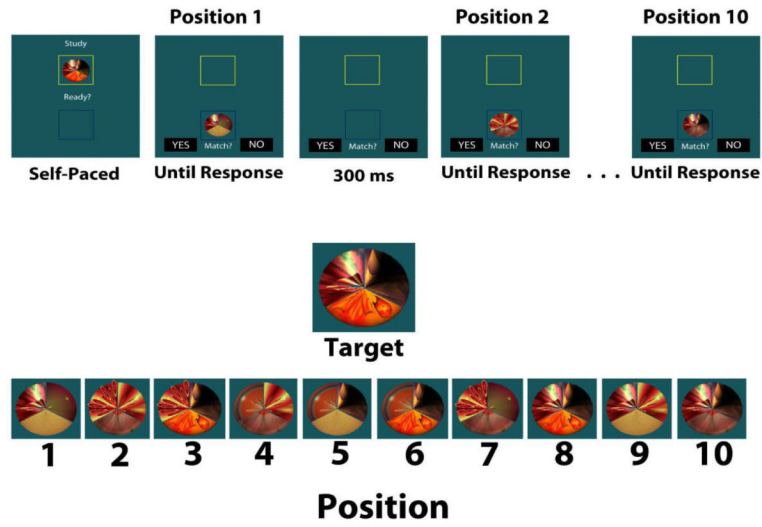 Position 1
Position 2
Position 10
Study
Ready?
YES
Match?
NO
YES
Match?
NO
YES
Match?
NO
YES
Match?
NO
Self-Paced
Until Response
300 ms
Until Response
. . .
Until Response
Target
1
2
3
4
5
6
7
8
9
10
Position